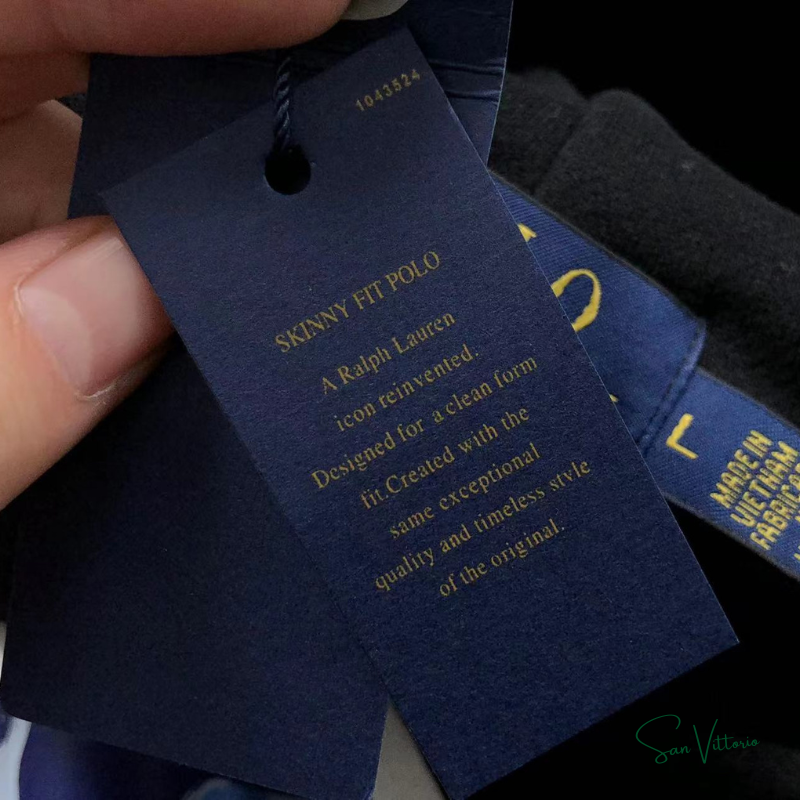 1043524
SKINNY FIT POLO
A Ralph Lauren
icon reinvented.
Designed for a clean form
fit.Created with the
same exceptional
quality and timeless style
of the original.
L
MADE IN
VIETNAM
San Vittorio